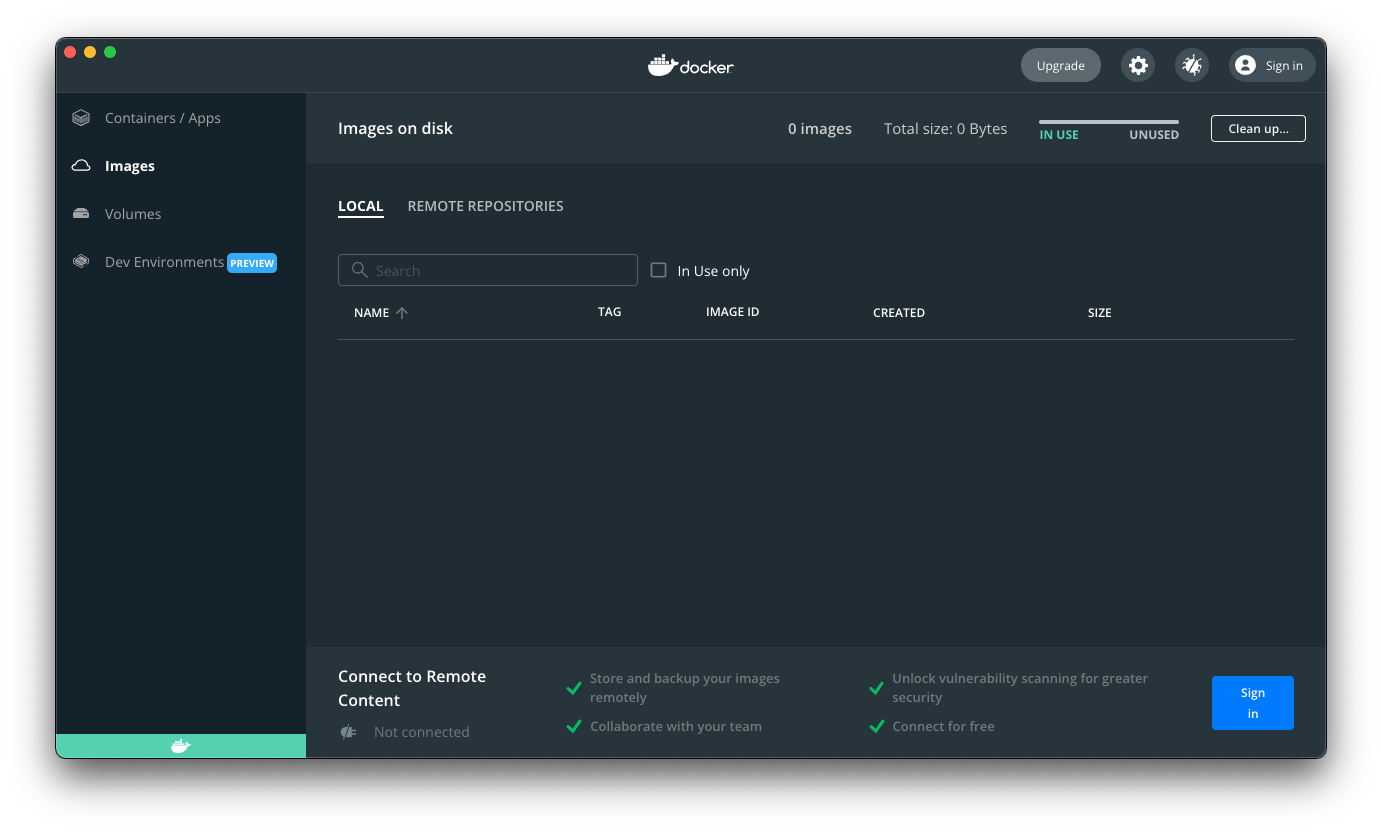 docker
Upgrade
Sign in
Containers / Apps
Images
Volumes
Dev Environments PREVIEW
Images on disk
0 images
Total size: 0 Bytes
IN USE
UNUSED
Clean up...
LOCAL
REMOTE REPOSITORIES
Search
In Use only
NAME
TAG
IMAGE ID
CREATED
SIZE
Connect to Remote
Content
Not connected
Store and backup your images
remotely
Collaborate with your team
Unlock vulnerability scanning for greater
security
Connect for free
Sign
in